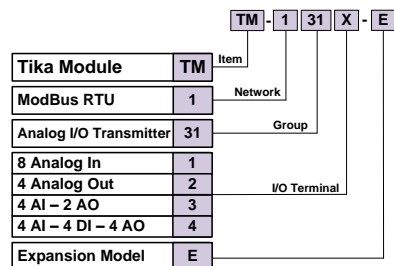 TM - 1 31 X - E
Tika Module TM Item
ModBus RTU 1 Network
Analog I/O Transmitter 31 Group
8 Analog In 1
4 Analog Out 2 I/O Terminal
4 AI – 2 AO 3
4 AI – 4 DI – 4 AO 4
Expansion Model E